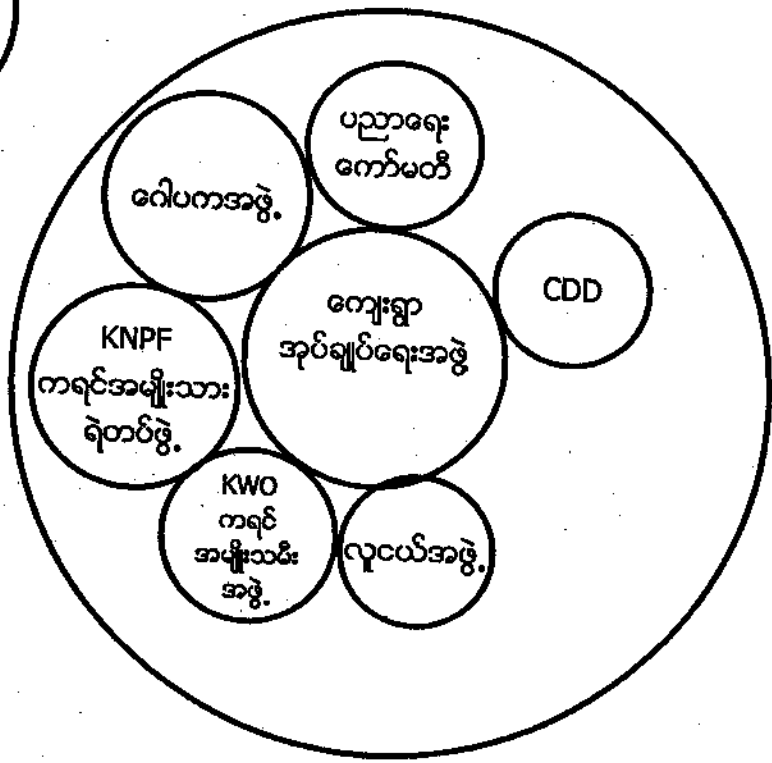 ပညာရေး
ကော်မတီ
ဂေါပကအဖွဲ့
CDD
ကျေးရွာ
အုပ်ချုပ်ရေးအဖွဲ့
KNPF
ကရင်အမျိုးသား
ရဲတပ်ဖွဲ့
KWO
ကရင်
အမျိုးသမီး
အဖွဲ့
လူငယ်အဖွဲ့